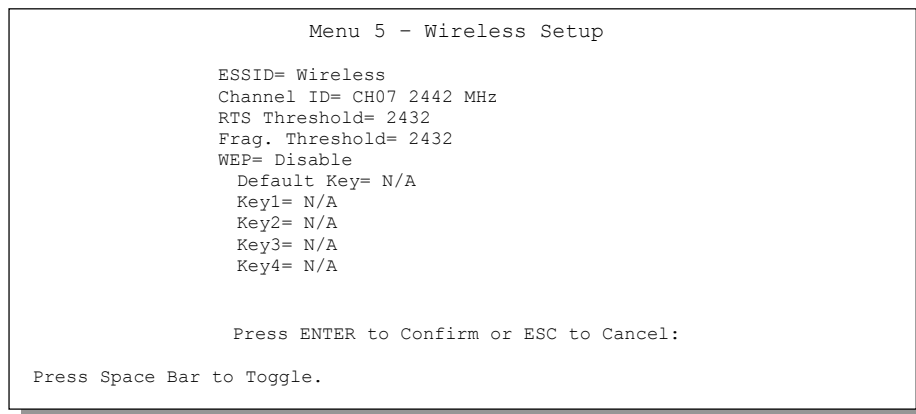 Menu 5 – Wireless Setup
ESSID= Wireless
Channel ID= CH07 2442 MHz
RTS Threshold= 2432
Frag. Threshold= 2432
WEP= Disable
Default Key= N/A
Key1= N/A
Key2= N/A
Key3= N/A
Key4= N/A
Press ENTER to Confirm or ESC to Cancel:
Press Space Bar to Toggle.